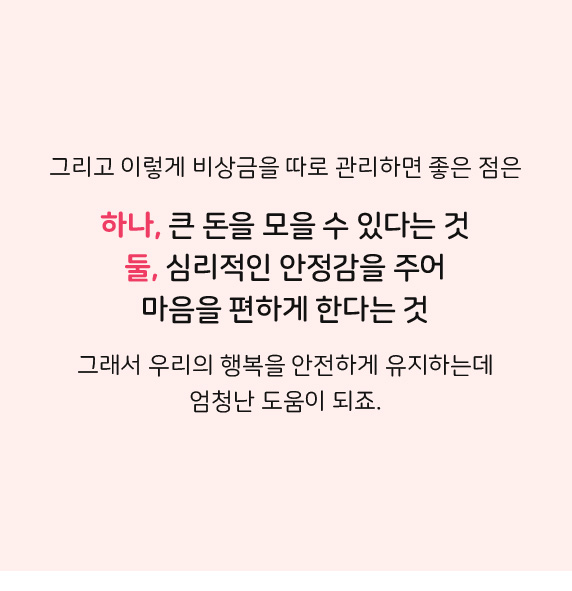 그리고 이렇게 비상금을 따로 관리하면 좋은 점은
하나, 큰 돈을 모을 수 있다는 것
둘, 심리적인 안정감을 주어
마음을 편하게 한다는 것
그래서 우리의 행복을 안전하게 유지하는데
엄청난 도움이 되죠.